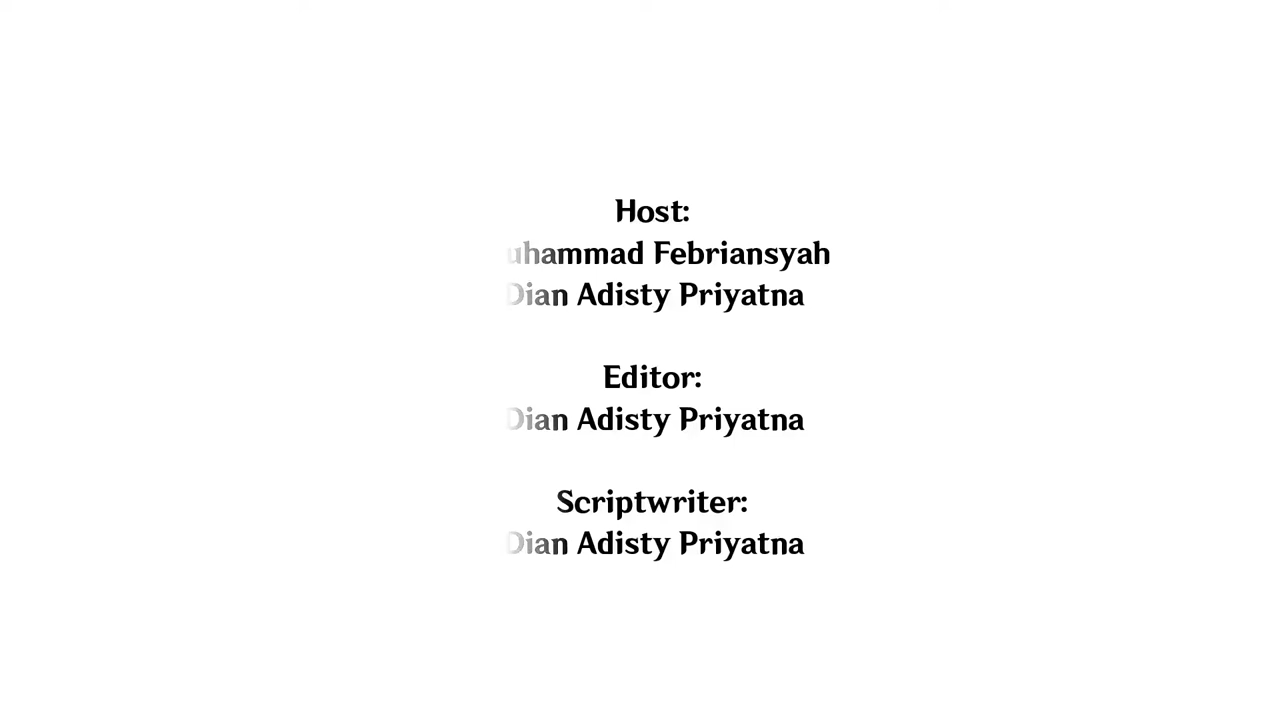 Host:
uhammad Febriansyah
Dian Adisty Priyatna
Editor:
Dian Adisty Priyatna
Scriptwriter:
Dian Adisty Priyatna